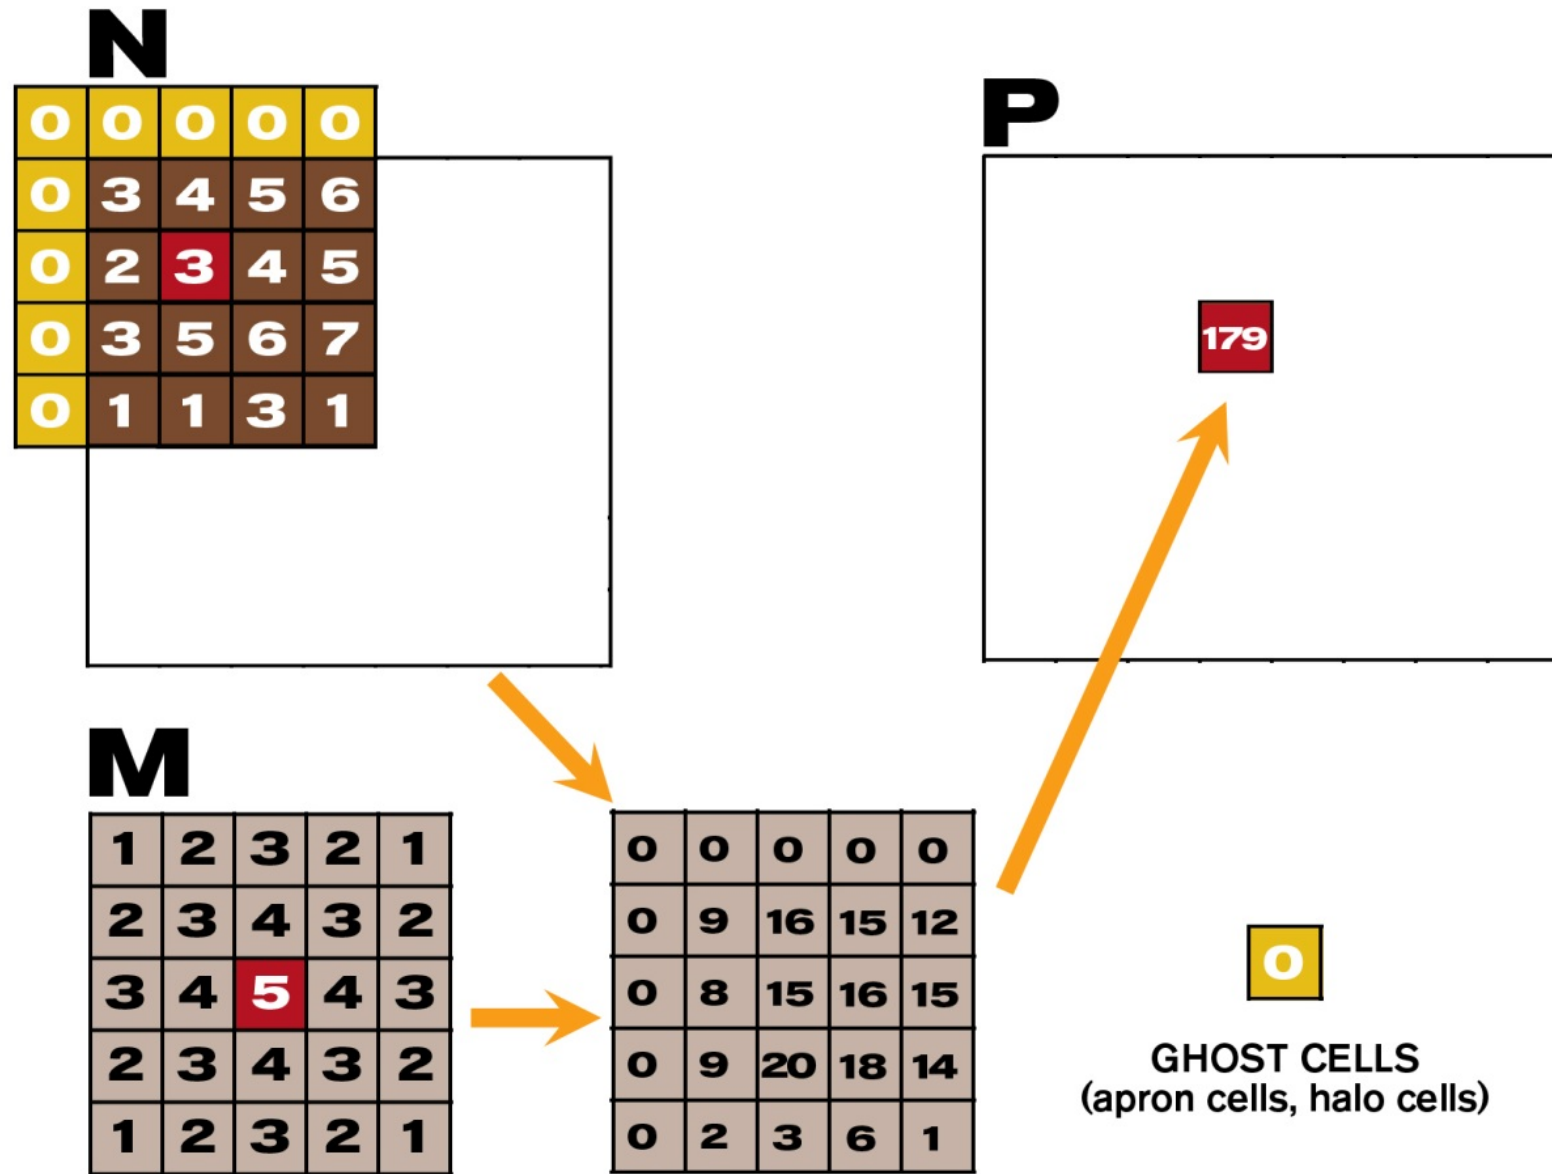 N
0 0 0 0 0
0 3 4 5 6
0 2 3 4 5
0 3 5 6 7
0 1 1 3 1
P
179
M
1 2 3 2 1
2 3 4 3 2
3 4 5 4 3
2 3 4 3 2
1 2 3 2 1
0 0 0 0 0
0 9 16 15 12
0 8 15 16 15
0 9 20 18 14
0 2 3 6 1
0
GHOST CELLS
(apron cells, halo cells)